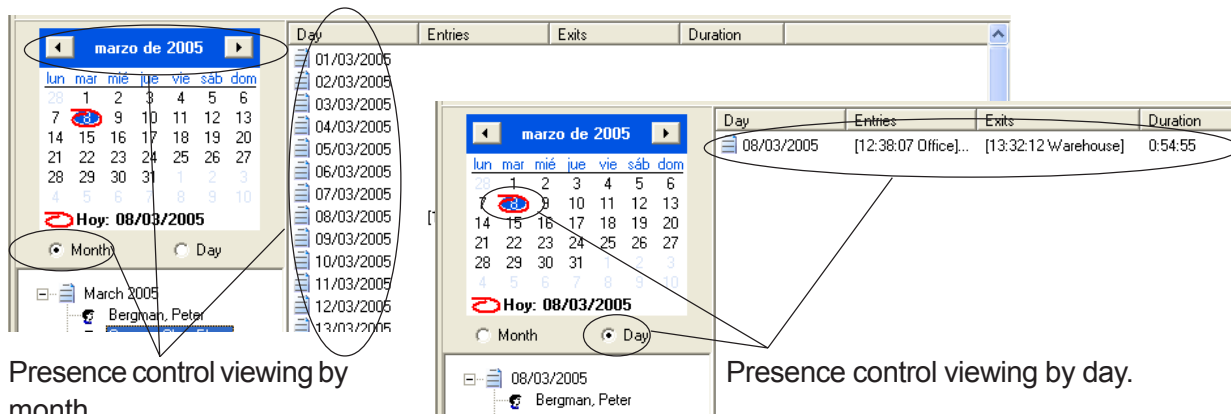 marzo de 2005
lun mar mié jue vie sáb dom
28 1 2 3 4 5 6
7 8 9 10 11 12 13
14 15 16 17 18 19 20
21 22 23 24 25 26 27
28 29 30 31 1 2 3
4 5 6 7 8 9 10
Hoy: 08/03/2005
Month Day
March 2005
Bergman, Peter
Day Entries Exits Duration
01/03/2005
02/03/2005
03/03/2005
04/03/2005
05/03/2005
06/03/2005
07/03/2005
08/03/2005
09/03/2005
10/03/2005
11/03/2005
12/03/2005
13/03/2005
Presence control viewing by
month
marzo de 2005
lun mar mié jue vie sáb dom
28 1 2 3 4 5 6
7 8 9 10 11 12 13
14 15 16 17 18 19 20
21 22 23 24 25 26 27
28 29 30 31 1 2 3
4 5 6 7 8 9 10
Hoy: 08/03/2005
Month Day
08/03/2005
Bergman, Peter
Day Entries Exits Duration
08/03/2005 [12:38:07 Office]... [13:32:12 Warehouse] 0:54:55
Presence control viewing by day.